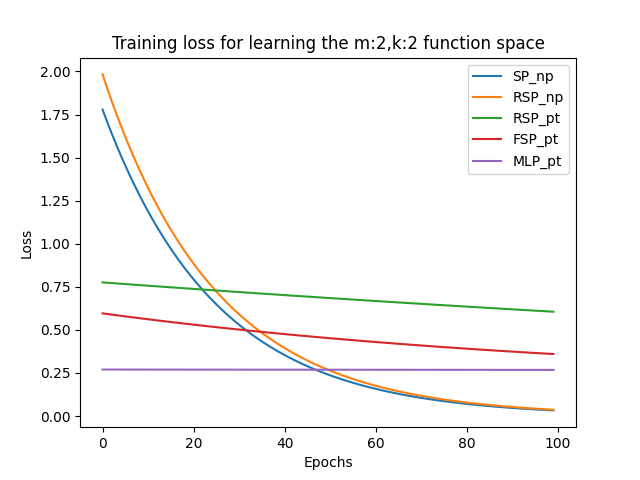 Training loss for learning the m:2,k:2 function space
2.00
1.75
1.50
1.25
1.00
0.75
0.50
0.25
0.00
Loss
SP_np
RSP_np
RSP_pt
FSP_pt
MLP_pt
0 20 40 60 80 100
Epochs